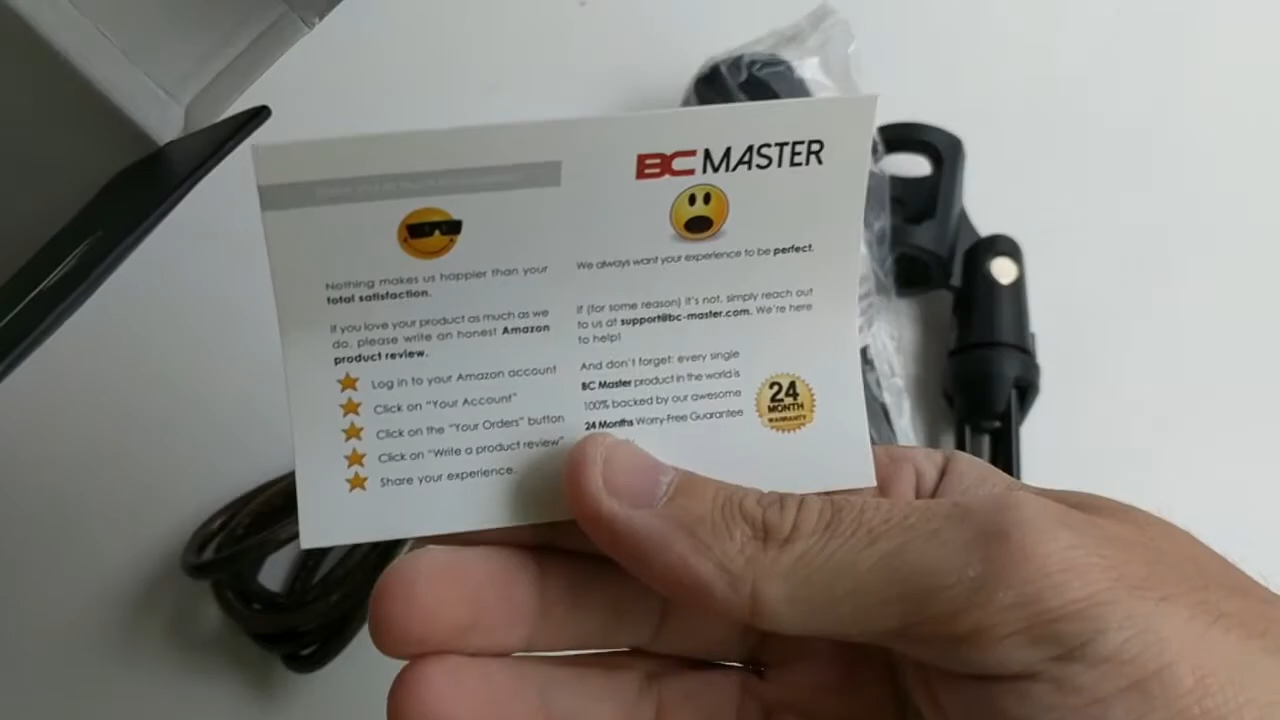 Nothing makes us happier than your
total satisfaction.
If you love your product as much as we
do, please write an honest Amazon
product review.
Log in to your Amazon account
Click on "Your Account"
Click on the "Your Orders" button
Click on "Write a product review"
Share your experience.
BC MASTER
We always want your experience to be perfect.
If (for some reason) it's not, simply reach out
to us at support@bc-master.com. We're here
to help!
And don't forget: every single
BC Master product in the world is
100% backed by our awesome
24 Months Worry-Free Guarantee
24
MONTH
WARRANTY